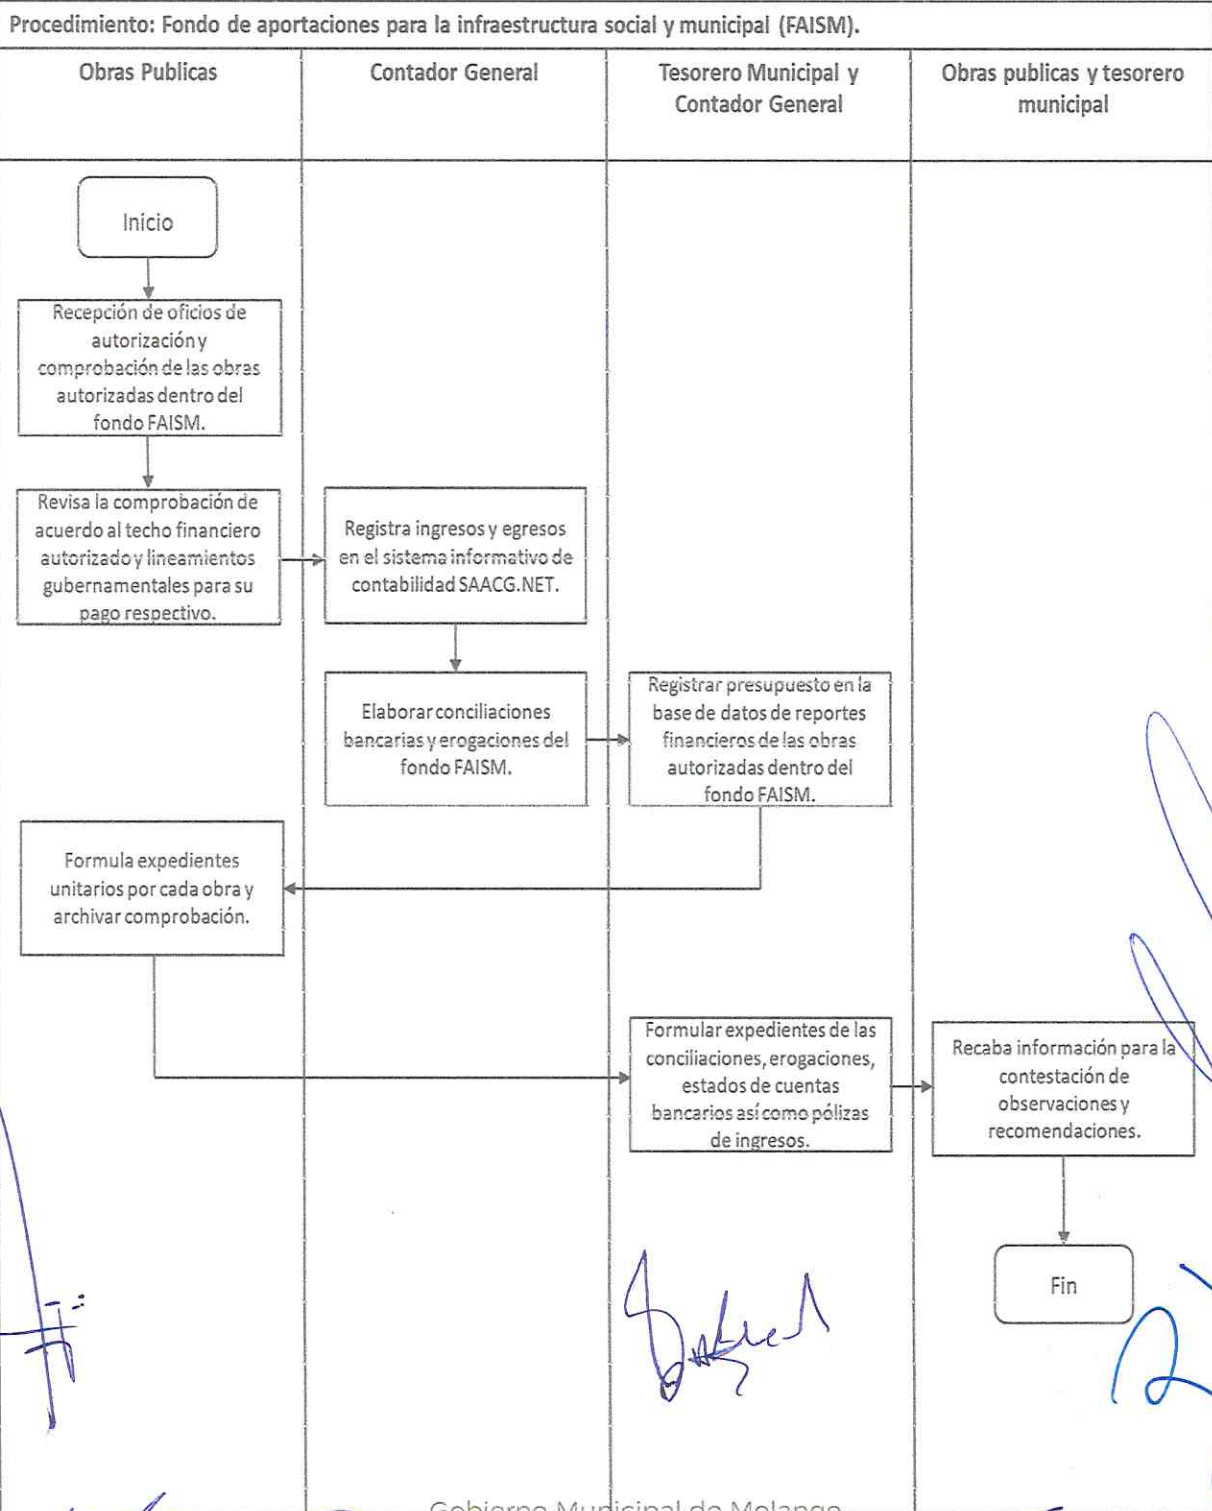 Procedimiento: Fondo de aportaciones para la infraestructura social y municipal (FAISM).
Obras Publicas
Contador General
Tesorero Municipal y
Contador General
Obras publicas y tesorero
municipal
Inicio
Recepción de oficios de
autorización y
comprobación de las obras
autorizadas dentro del
fondo FAISM.
Revisa la comprobación de
acuerdo al techo financiero
autorizado y lineamientos
gubernamentales para su
pago respectivo.
Registra ingresos y egresos
en el sistema informativo de
contabilidad SAACG.NET.
Elaborar conciliaciones
bancarias y erogaciones del
fondo FAISM.
Registrar presupuesto en la
base de datos de reportes
financieros de las obras
autorizadas dentro del
fondo FAISM.
Formula expedientes
unitarios por cada obra y
archivar comprobación.
Formular expedientes de las
conciliaciones, erogaciones,
estados de cuentas
bancarios así como pólizas
de ingresos.
Recaba información para la
contestación de
observaciones y
recomendaciones.
Fin
Gobierno Municipal de Molango